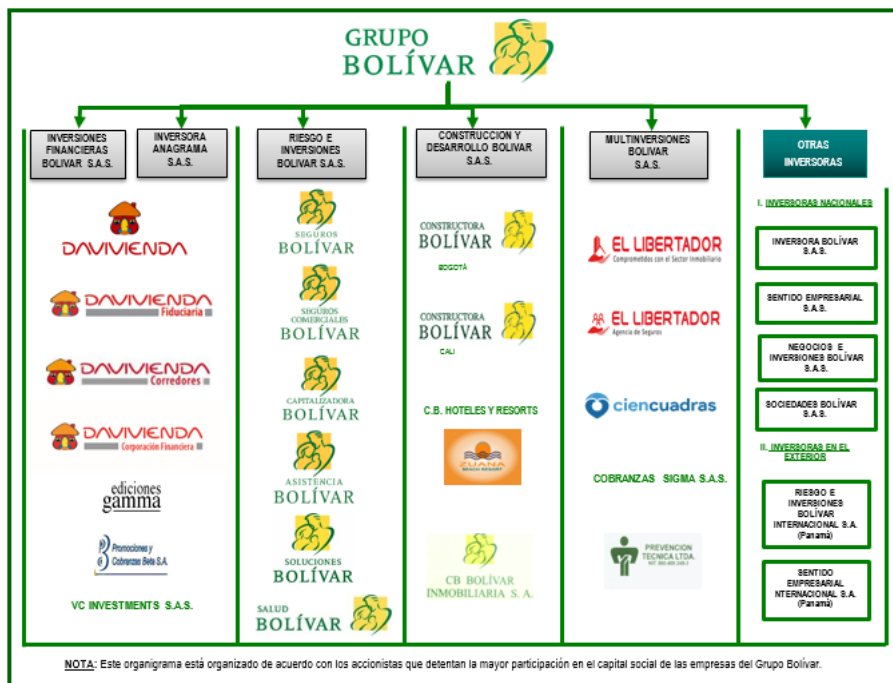 GRUPO
BOLÍVAR
INVERSIONES
FINANCIERAS
BOLIVAR S.A.S.
INVERSORA
ANAGRAMA
S.A.S.
RIESGO E
INVERSIONES
BOLIVAR S.A.S.
CONSTRUCCION Y
DESARROLLO BOLIVAR
S.A.S.
MULTINVERSIONES
BOLIVAR
S.A.S.
OTRAS
INVERSORAS
DAVIVIENDA
DAVIVIENDA
Fiduciaria
DAVIVIENDA
Corredores
DAVIVIENDA
Corporación Financiera
ediciones
gamma
Promociones y
Cobranzas Beta S.A.
VC INVESTMENTS S.A.S.
SEGUROS
BOLÍVAR
SEGUROS
COMERCIALES
BOLÍVAR
CAPITALIZADORA
BOLÍVAR
ASISTENCIA
BOLÍVAR
SOLUCIONES
BOLÍVAR
SALUD
BOLÍVAR
CONSTRUCTORA
BOLÍVAR
BOGOTÁ
CONSTRUCTORA
BOLÍVAR
CALI
C.B. HOTELES Y RESORTS
ZUANA
BEACH RESORT
CB BOLÍVAR
INMOBILIARIA S. A.
EL LIBERTADOR
Comprometidos con el Sector Inmobiliario
EL LIBERTADOR
Agencia de Seguros
ciencuadras
COBRANZAS SIGMA S.A.S.
PREVENCION
TECNICA LTDA.
I. INVERSORAS NACIONALES
INVERSORA BOLÍVAR
S.A.S.
SENTIDO EMPRESARIAL
S.A.S.
NEGOCIOS E
INVERSIONES BOLÍVAR
S.A.S.
SOCIEDADES BOLÍVAR
S.A.S.
II. INVERSORAS EN EL
EXTERIOR
RIESGO E
INVERSIONES
BOLÍVAR
INTERNACIONAL S.A.
(Panamá)
SENTIDO
EMPRESARIAL
INTERNACIONAL S.A.
(Panamá)
NOTA: Este organigrama está organizado de acuerdo con los accionistas que detentan la mayor participación en el capital social de las empresas del Grupo Bolívar.